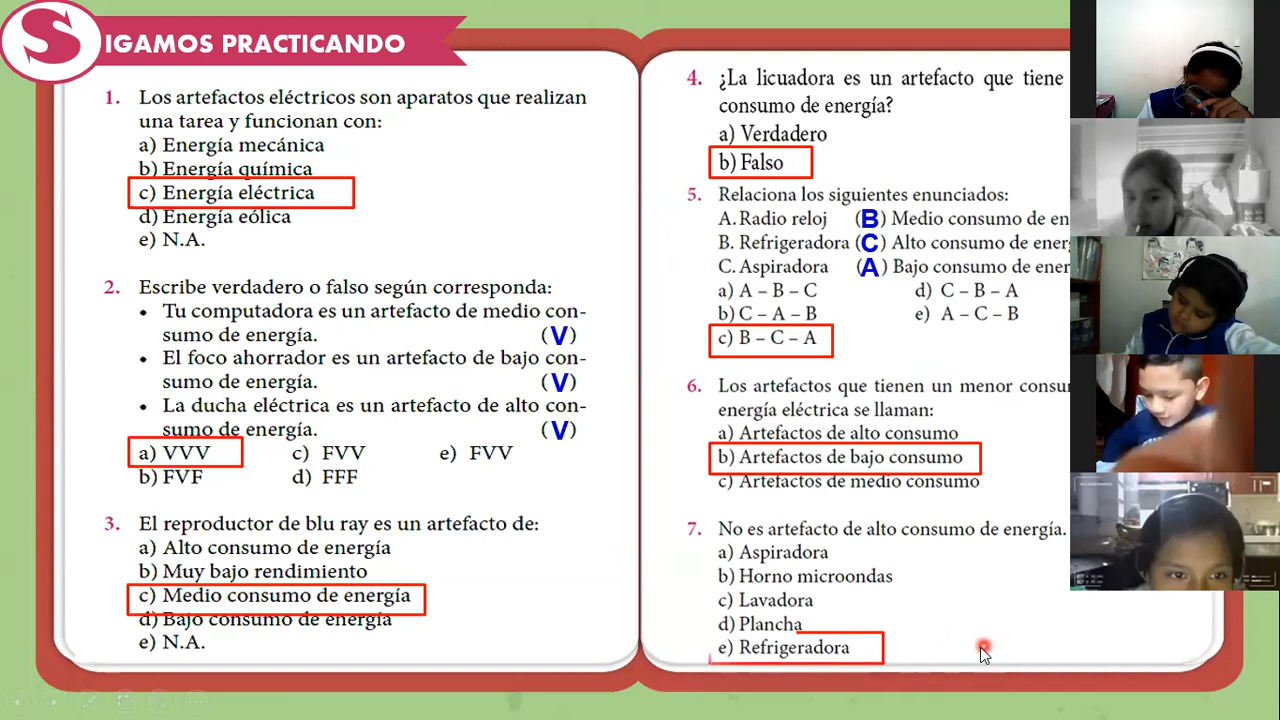 SIGAMOS PRACTICANDO
1. Los artefactos eléctricos son aparatos que realizan
una tarea y funcionan con:
a) Energía mecánica
b) Energía química
c) Energía eléctrica
d) Energía eólica
e) N.A.
2. Escribe verdadero o falso según corresponda:
• Tu computadora es un artefacto de medio con-
sumo de energía. (V)
• El foco ahorrador es un artefacto de bajo con-
sumo de energía. (V)
• La ducha eléctrica es un artefacto de alto con-
sumo de energía. (V)
a) VVV c) FVV e) FVV
b) FVF d) FFF
3. El reproductor de blu ray es un artefacto de:
a) Alto consumo de energía
b) Muy bajo rendimiento
c) Medio consumo de energía
d) Bajo consumo de energía
e) N.A.
4. ¿La licuadora es un artefacto que tiene
consumo de energía?
a) Verdadero
b) Falso
5. Relaciona los siguientes enunciados:
A. Radio reloj (B) Medio consumo de en
B. Refrigeradora (C) Alto consumo de ener
C. Aspiradora (A) Bajo consumo de ener
a) A – B – C d) C – B – A
b) C – A – B e) A – C – B
c) B – C – A
6. Los artefactos que tienen un menor consu
energía eléctrica se llaman:
a) Artefactos de alto consumo
b) Artefactos de bajo consumo
c) Artefactos de medio consumo
7. No es artefacto de alto consumo de energía.
a) Aspiradora
b) Horno microondas
c) Lavadora
d) Plancha
e) Refrigeradora